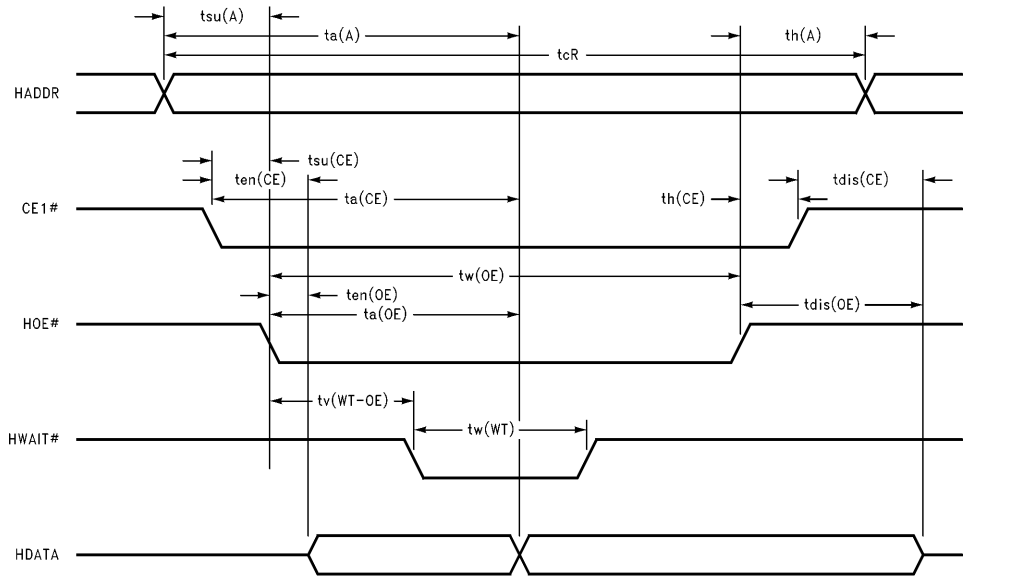 tsu(A)
ta(A)
th(A)
tcR
HADDR
tsu(CE)
ten(CE)
tdis(CE)
ta(CE)
th(CE)
CE1#
tw(OE)
ten(OE)
tdis(OE)
ta(OE)
HOE#
tv(WT-OE)
tw(WT)
HWAIT#
HDATA